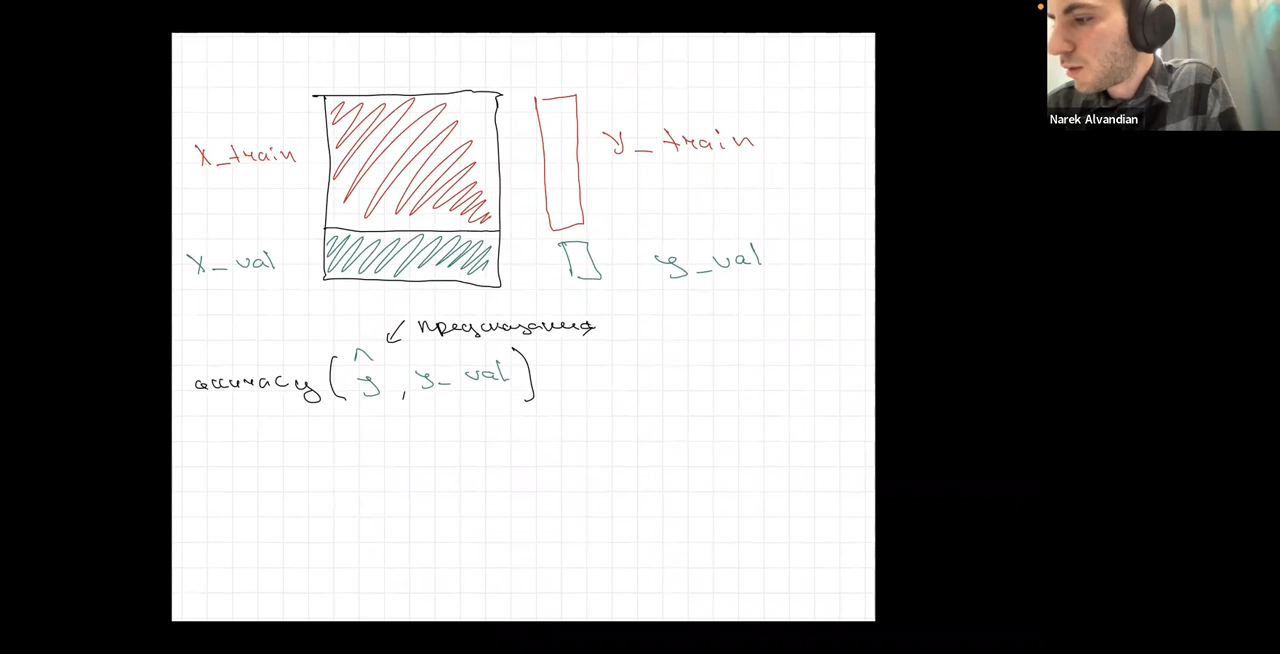 Narek Alvandian
X_train y_train
X_val y_val
предсказания
accuracy(ŷ, y_val)